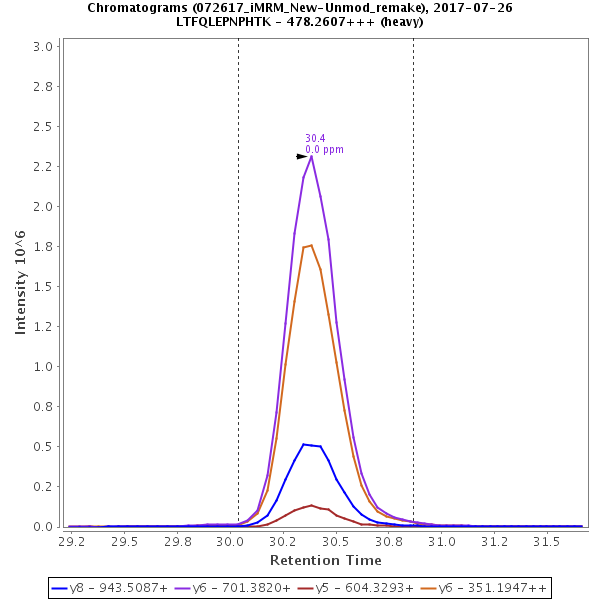 Chromatograms (072617_iMRM_New-Unmod_remake), 2017-07-26
LTFQLEPNPHTK - 478.2607+++ (heavy)
3.0
2.8
2.5
2.2
2.0
1.8
1.5
1.2
1.0
0.8
0.5
0.2
0.0
Intensity 10^6
30.4
0.0 ppm
29.2 29.5 29.8 30.0 30.2 30.5 30.8 31.0 31.2 31.5
Retention Time
y8 - 943.5087+ y6 - 701.3820+ y5 - 604.3293+ y6 - 351.1947++